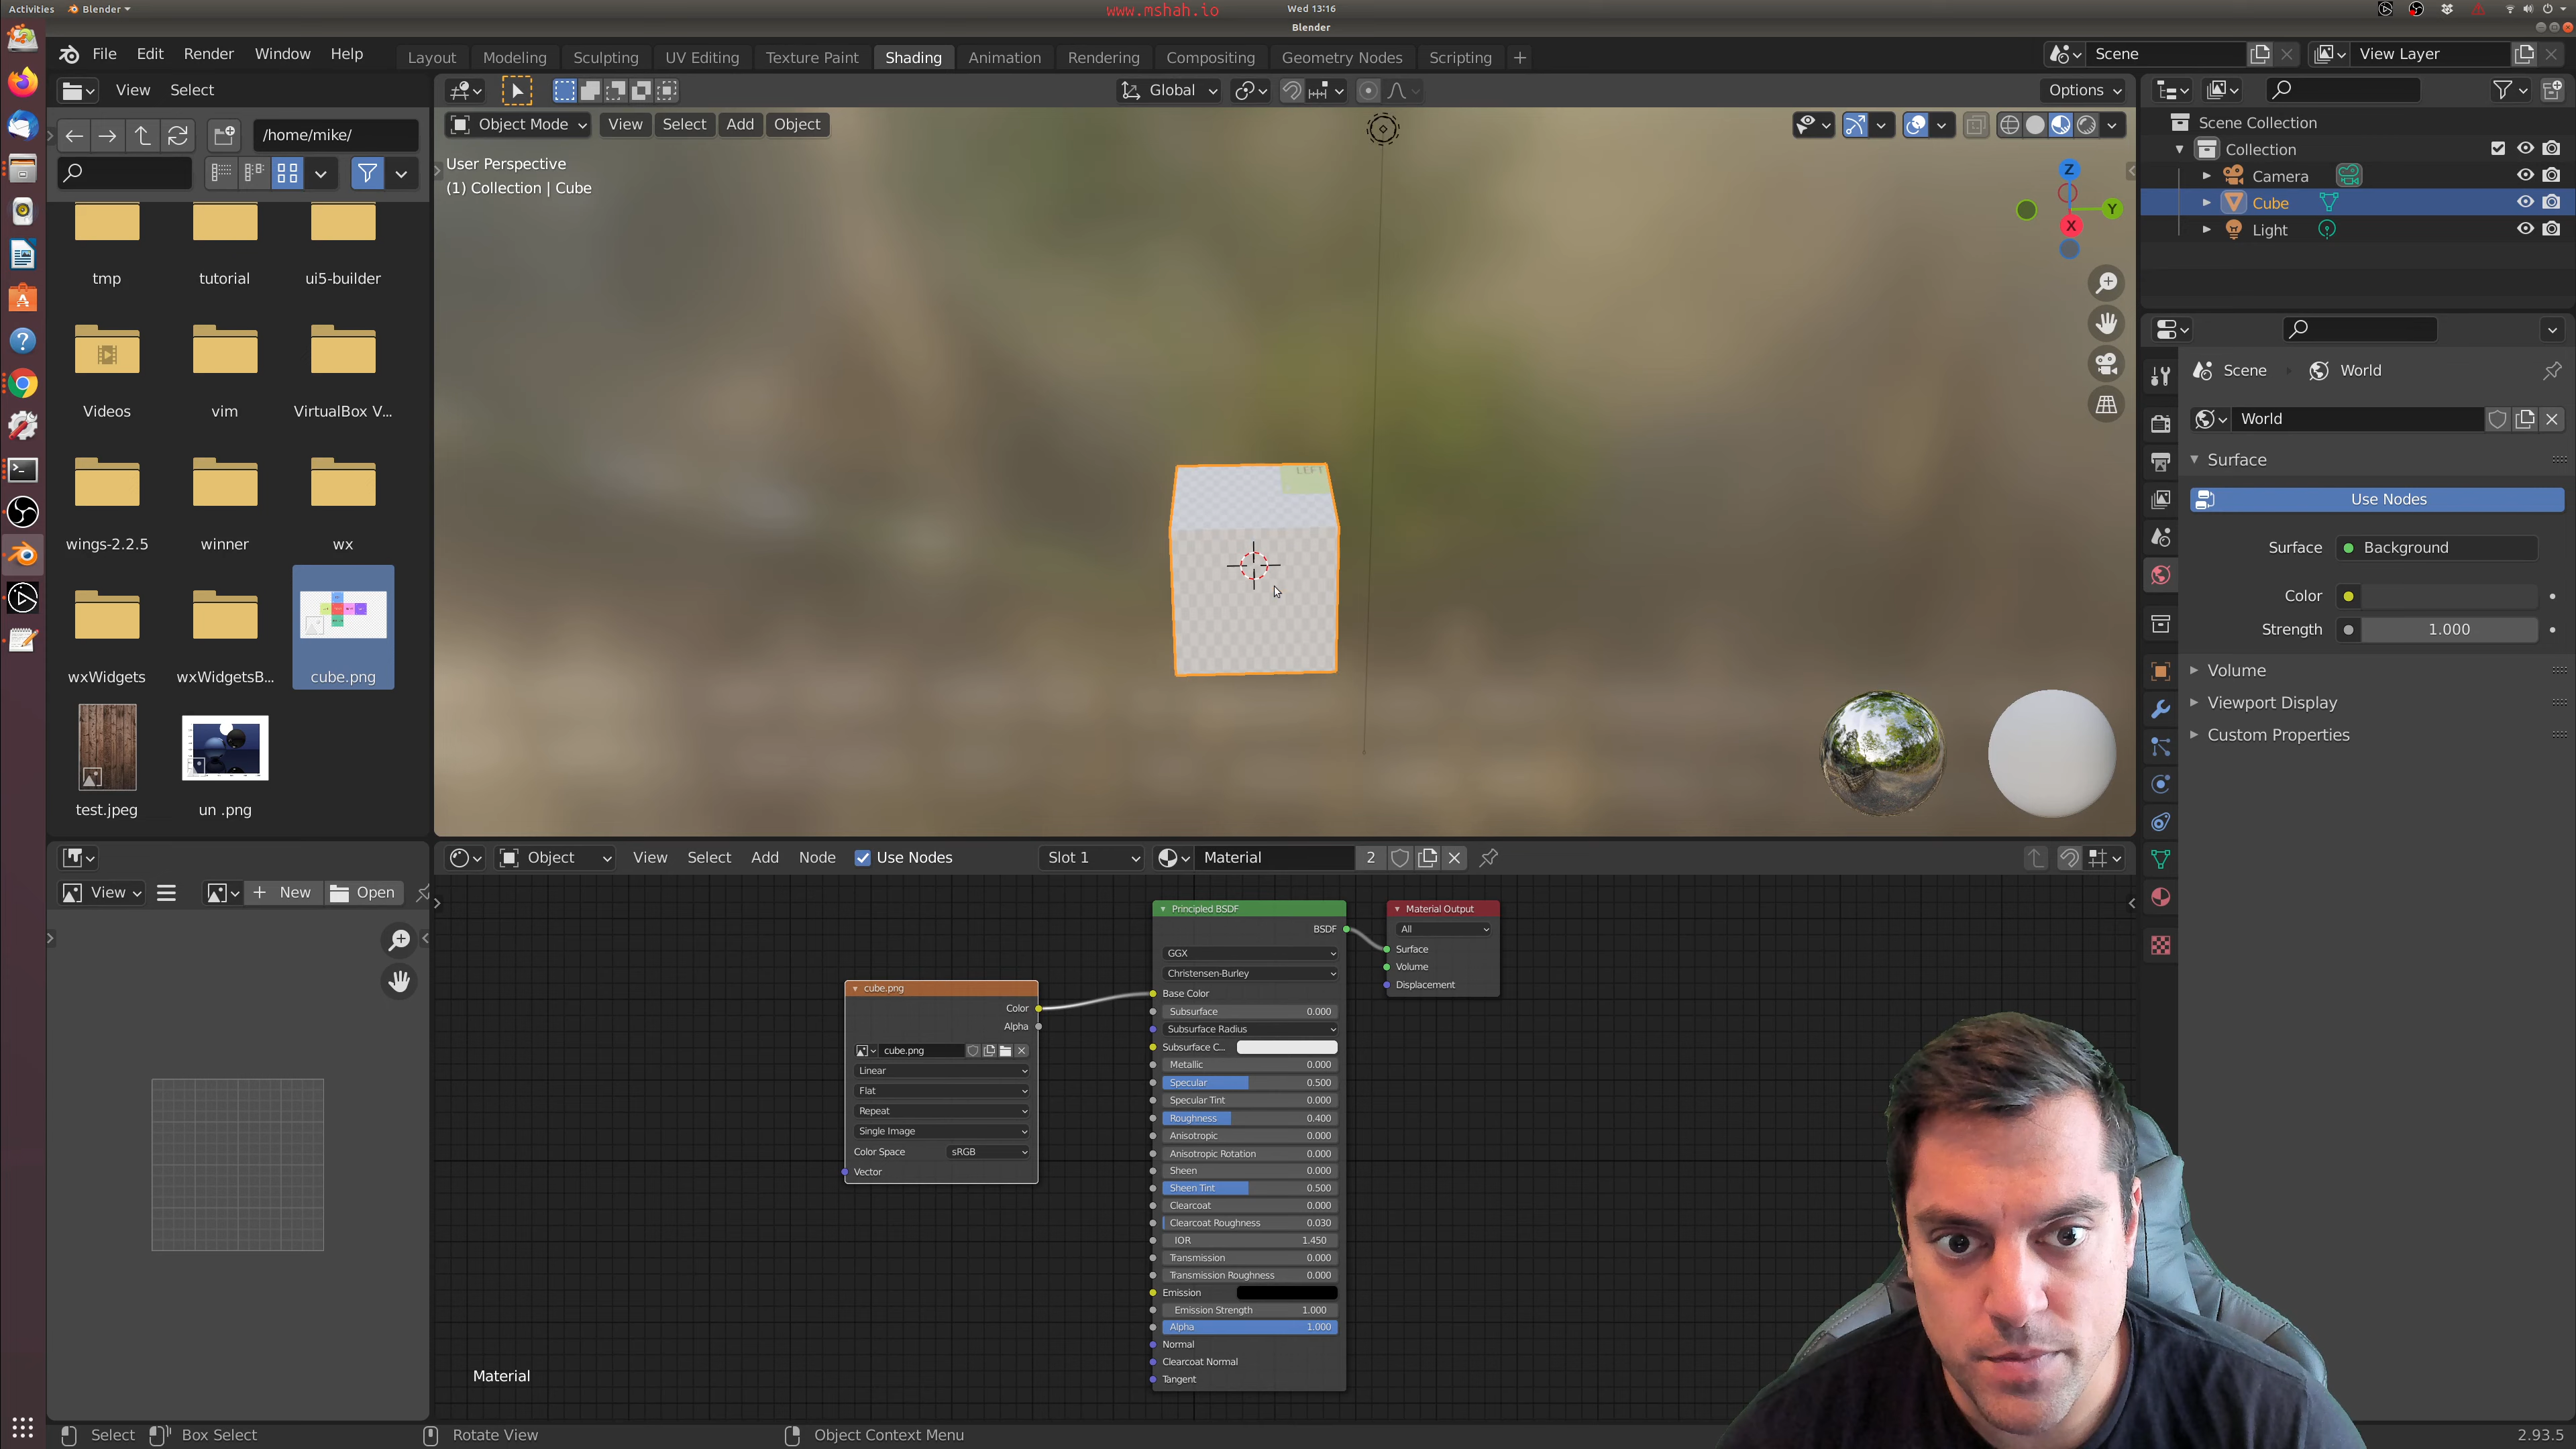 Activities Blender www.mshah.io Wed 13:16
Blender
File Edit Render Window Help
Layout Modeling Sculpting UV Editing Texture Paint Shading Animation Rendering Compositing Geometry Nodes Scripting +
Scene View Layer
View Select
Global
Options
/home/mike/
Object Mode View Select Add Object
User Perspective
(1) Collection | Cube
tmp tutorial ui5-builder
Videos vim VirtualBox V...
wings-2.2.5 winner wx
wxWidgets wxWidgetsB... cube.png
test.jpeg un .png
LEFT
Z
Y
X
Scene Collection
Collection
Camera
Cube
Light
Scene World
World
Surface
Use Nodes
Surface Background
Color
Strength 1.000
Volume
Viewport Display
Custom Properties
View New Open
Object View Select Add Node Use Nodes Slot 1 Material 2
cube.png
Color
Alpha
cube.png
Linear
Flat
Repeat
Single Image
Color Space sRGB
Vector
Principled BSDF
BSDF
GGX
Christensen-Burley
Base Color
Subsurface 0.000
Subsurface Radius
Subsurface C...
Metallic 0.000
Specular 0.500
Specular Tint 0.000
Roughness 0.400
Anisotropic 0.000
Anisotropic Rotation 0.000
Sheen 0.000
Sheen Tint 0.500
Clearcoat 0.000
Clearcoat Roughness 0.030
IOR 1.450
Transmission 0.000
Transmission Roughness 0.000
Emission
Emission Strength 1.000
Alpha 1.000
Normal
Clearcoat Normal
Tangent
Material Output
All
Surface
Volume
Displacement
Material
Select Box Select Rotate View Object Context Menu 2.93.5